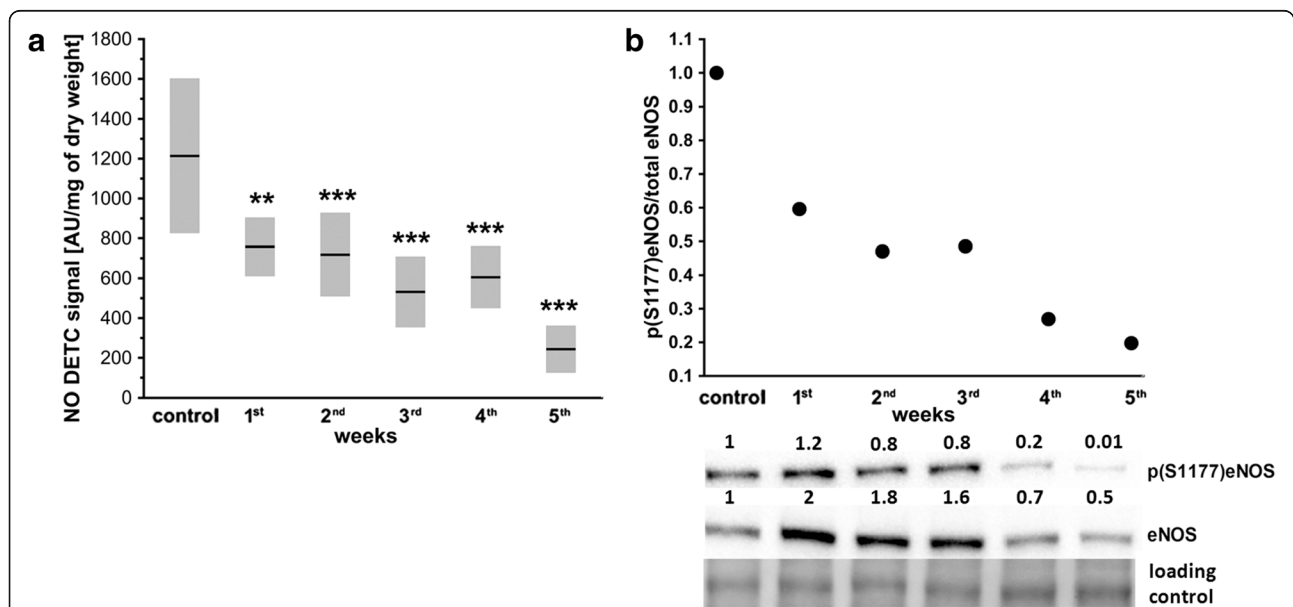 a
NO DETC signal [AU/mg of dry weight]
1800
1600
1400
1200
1000
800
600
400
200
0
**
***
***
***
***
control 1st 2nd 3rd 4th 5th
weeks
b
p(S1177)eNOS/total eNOS
1.1
1.0
0.9
0.8
0.7
0.6
0.5
0.4
0.3
0.2
0.1
control 1st 2nd 3rd 4th 5th
weeks
1 1.2 0.8 0.8 0.2 0.01
p(S1177)eNOS
1 2 1.8 1.6 0.7 0.5
eNOS
loading
control